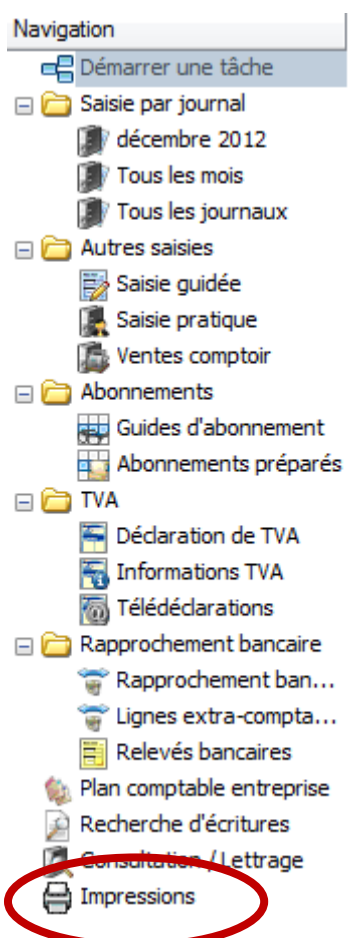 Navigation
Démarrer une tâche
Saisie par journal
décembre 2012
Tous les mois
Tous les journaux
Autres saisies
Saisie guidée
Saisie pratique
Ventes comptoir
Abonnements
Guides d'abonnement
Abonnements préparés
TVA
Déclaration de TVA
Informations TVA
Télédéclarations
Rapprochement bancaire
Rapprochement ban...
Lignes extra-compta...
Relevés bancaires
Plan comptable entreprise
Recherche d'écritures
Consultation / Lettrage
Impressions